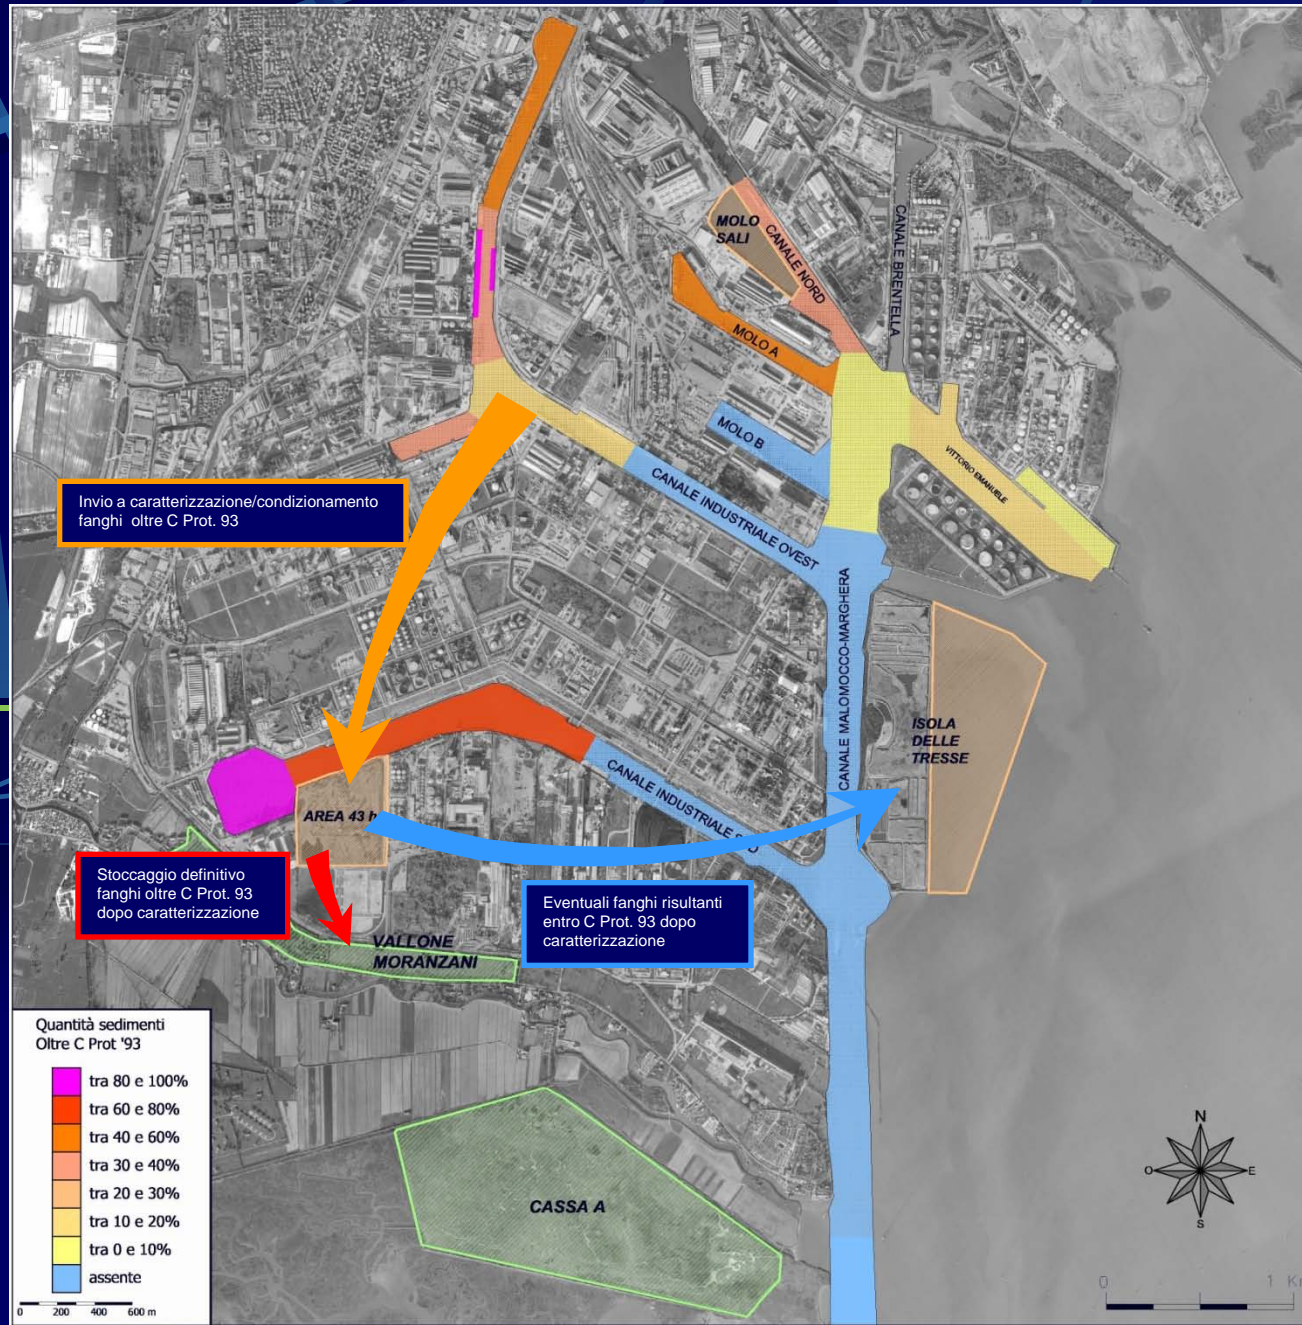 MOLO
SALI
CANALE NORD
CANALE BRENTELLA
MOLO A
MOLO B
VITTORIO EMANUELE
CANALE INDUSTRIALE OVEST
CANALE MALOMOCCO-MARGHERA
Invio a caratterizzazione/condizionamento
fanghi oltre C Prot. 93
ISOLA
DELLE
TRESSE
CANALE INDUSTRIALE
AREA 43 h
Stoccaggio definitivo
fanghi oltre C Prot. 93
dopo caratterizzazione
Eventuali fanghi risultanti
entro C Prot. 93 dopo
caratterizzazione
VALLONE
MORANZANI
CASSA A
Quantità sedimenti
Oltre C Prot '93
tra 80 e 100%
tra 60 e 80%
tra 40 e 60%
tra 30 e 40%
tra 20 e 30%
tra 10 e 20%
tra 0 e 10%
assente
0 200 400 600 m
N
O E
S
0 1 Km